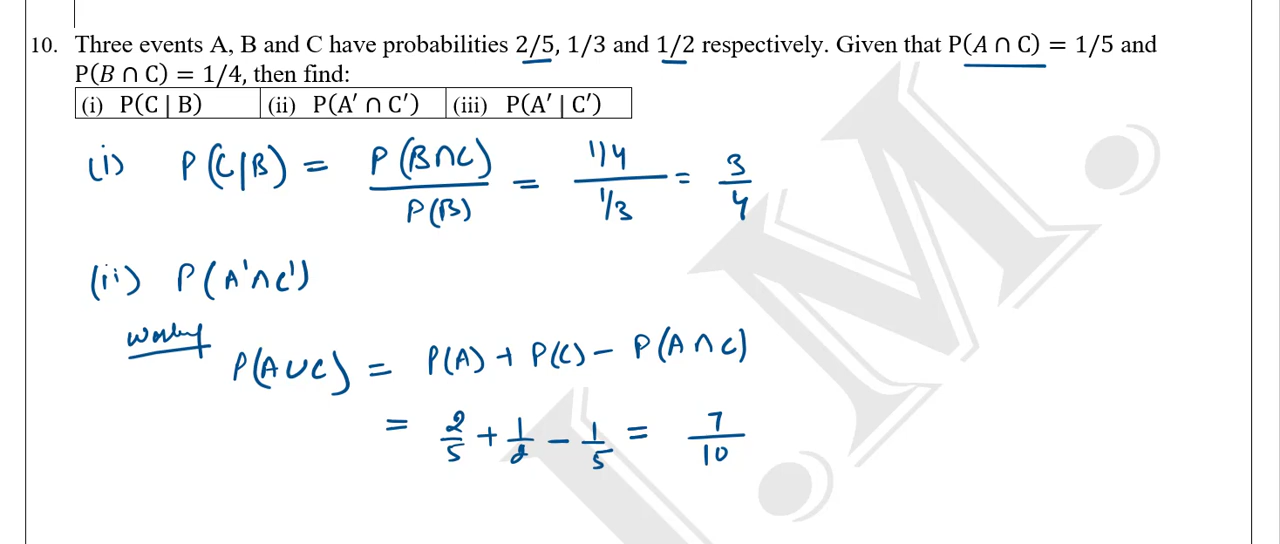 10. Three events A, B and C have probabilities 2/5, 1/3 and 1/2 respectively. Given that P(A ∩ C) = 1/5 and
P(B ∩ C) = 1/4, then find:
(i) P(C | B) (ii) P(A′ ∩ C′) (iii) P(A′ | C′)
(i) P(C|B) = P(B∩C) / P(B) = 1/4 / 1/3 = 3/4
(ii) P(A'∩C')
Working
P(A∪C) = P(A) + P(C) − P(A∩C)
= 2/5 + 1/2 − 1/5 = 7/10
.M.